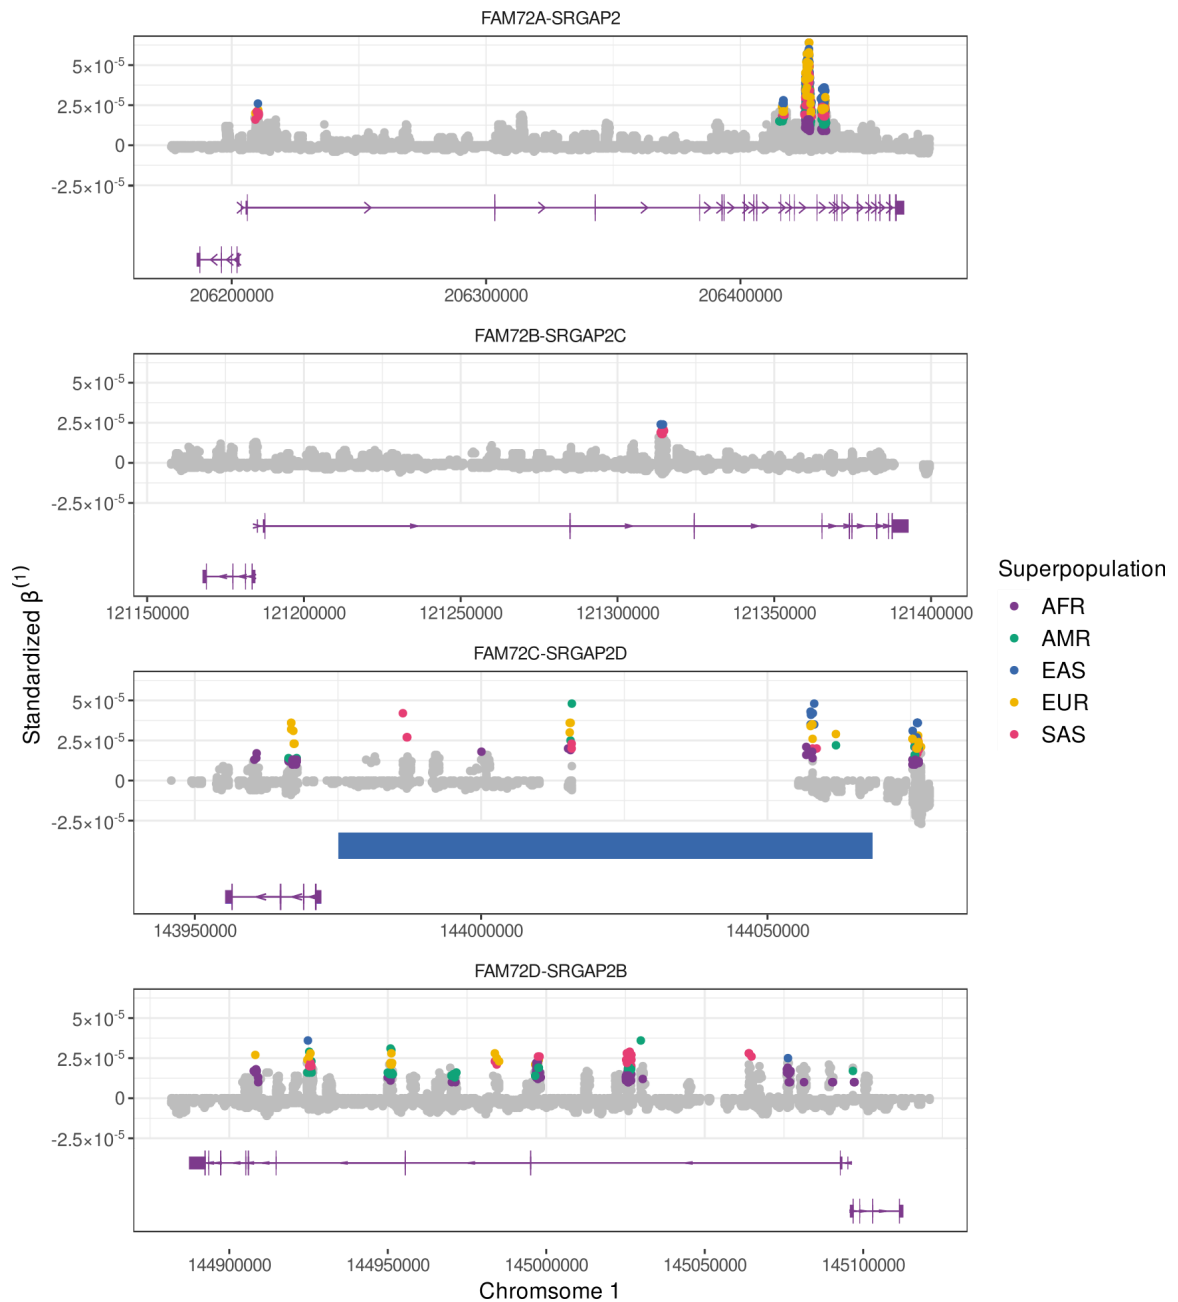 FAM72A-SRGAP2
5×10⁻⁵
2.5×10⁻⁵
0
-2.5×10⁻⁵
206200000 206300000 206400000
FAM72B-SRGAP2C
5×10⁻⁵
2.5×10⁻⁵
0
-2.5×10⁻⁵
121150000 121200000 121250000 121300000 121350000 121400000
FAM72C-SRGAP2D
5×10⁻⁵
2.5×10⁻⁵
0
-2.5×10⁻⁵
143950000 144000000 144050000
FAM72D-SRGAP2B
5×10⁻⁵
2.5×10⁻⁵
0
-2.5×10⁻⁵
144900000 144950000 145000000 145050000 145100000
Chromsome 1
Standardized β⁽¹⁾
Superpopulation
AFR
AMR
EAS
EUR
SAS